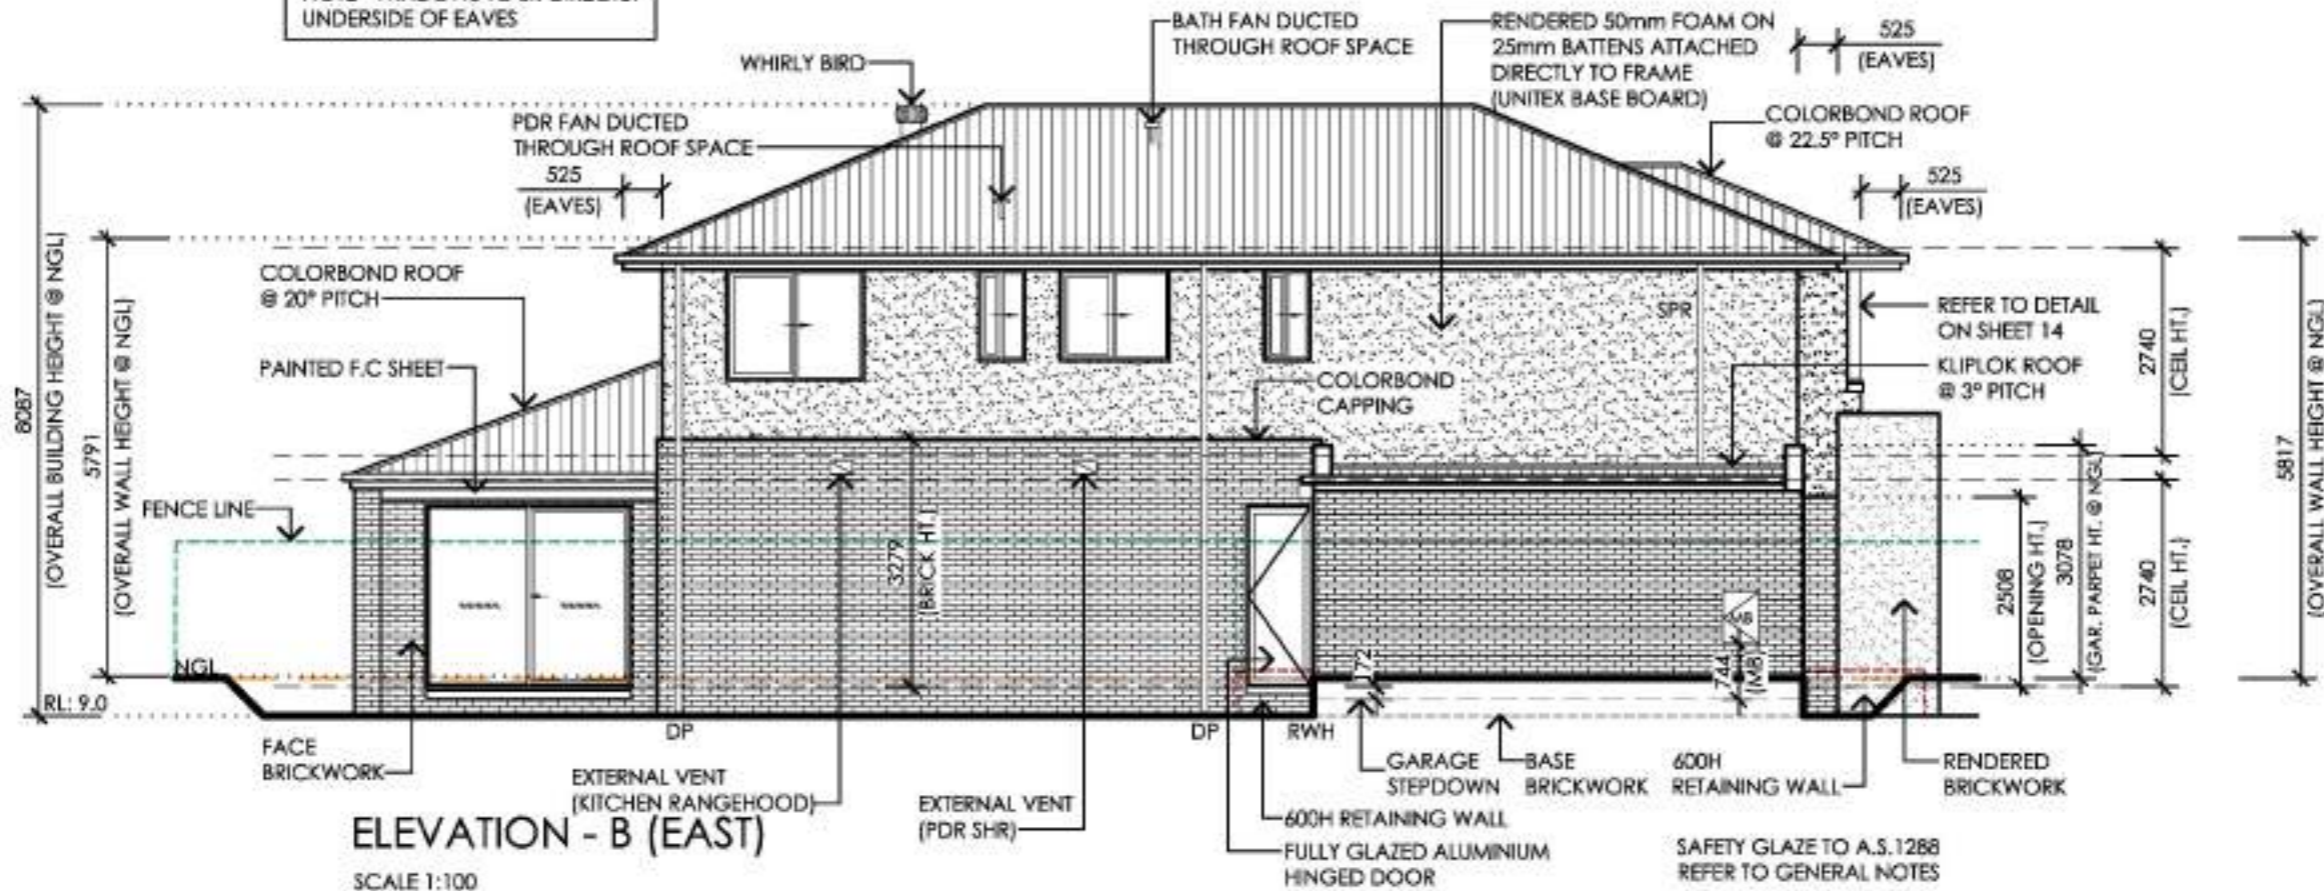 UNDERSIDE OF EAVES
WHIRLY BIRD
BATH FAN DUCTED
THROUGH ROOF SPACE
RENDERED 50mm FOAM ON
25mm BATTENS ATTACHED
DIRECTLY TO FRAME
(UNITEX BASE BOARD)
525
(EAVES)
PDR FAN DUCTED
THROUGH ROOF SPACE
525
(EAVES)
COLORBOND ROOF
@ 22.5° PITCH
525
(EAVES)
8087
(OVERALL BUILDING HEIGHT @ NGL)
5791
(OVERALL WALL HEIGHT @ NGL)
COLORBOND ROOF
@ 20° PITCH
PAINTED F.C SHEET
FENCE LINE
SPR
REFER TO DETAIL
ON SHEET 14
KLIPLOK ROOF
@ 3° PITCH
COLORBOND
CAPPING
3279
(BRICK HT.)
2740
(CEIL HT.)
2508
(OPENING HT.)
3078
(GAR. PARPET HT. @ NGL)
2740
(CEIL HT.)
5817
(OVERALL WALL HEIGHT @ NGL)
MB
NGL
RL: 9.0
172
744
(MB)
DP
DP
RWH
FACE
BRICKWORK
EXTERNAL VENT
(KITCHEN RANGEHOOD)
EXTERNAL VENT
(PDR SHR)
GARAGE
STEPDOWN
BASE
BRICKWORK
600H
RETAINING WALL
RENDERED
BRICKWORK
600H RETAINING WALL
FULLY GLAZED ALUMINIUM
HINGED DOOR
SAFETY GLAZE TO A.S.1288
REFER TO GENERAL NOTES
ELEVATION - B (EAST)
SCALE 1:100